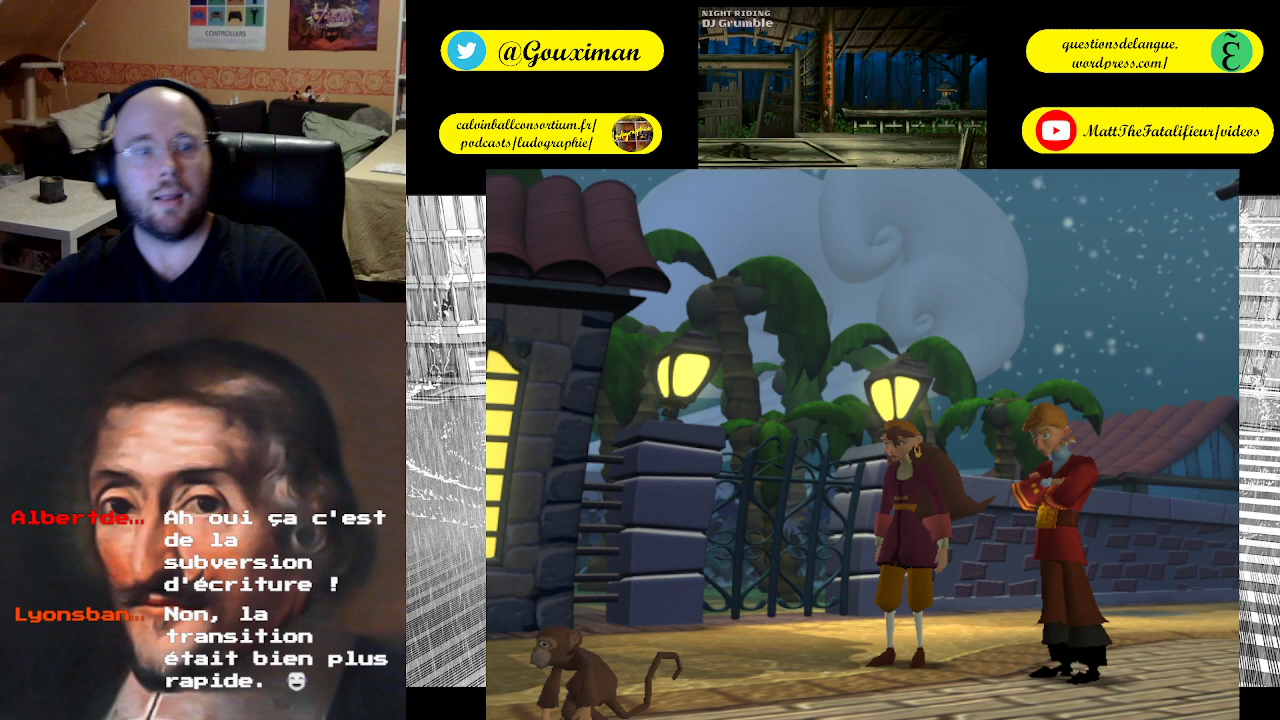 CONTROLLERS
@Gouximan
calvinballconsortium.fr/
podcasts/ludographie/
NIGHT RIDING
DJ Grumble
questionsdelangue.
wordpress.com/
ɛ̃
MattTheFatalifieur/videos
Albertde... Ah oui ça c'est
de la
subversion
d'écriture !
Lyonsban... Non, la
transition
était bien plus
rapide. 😄